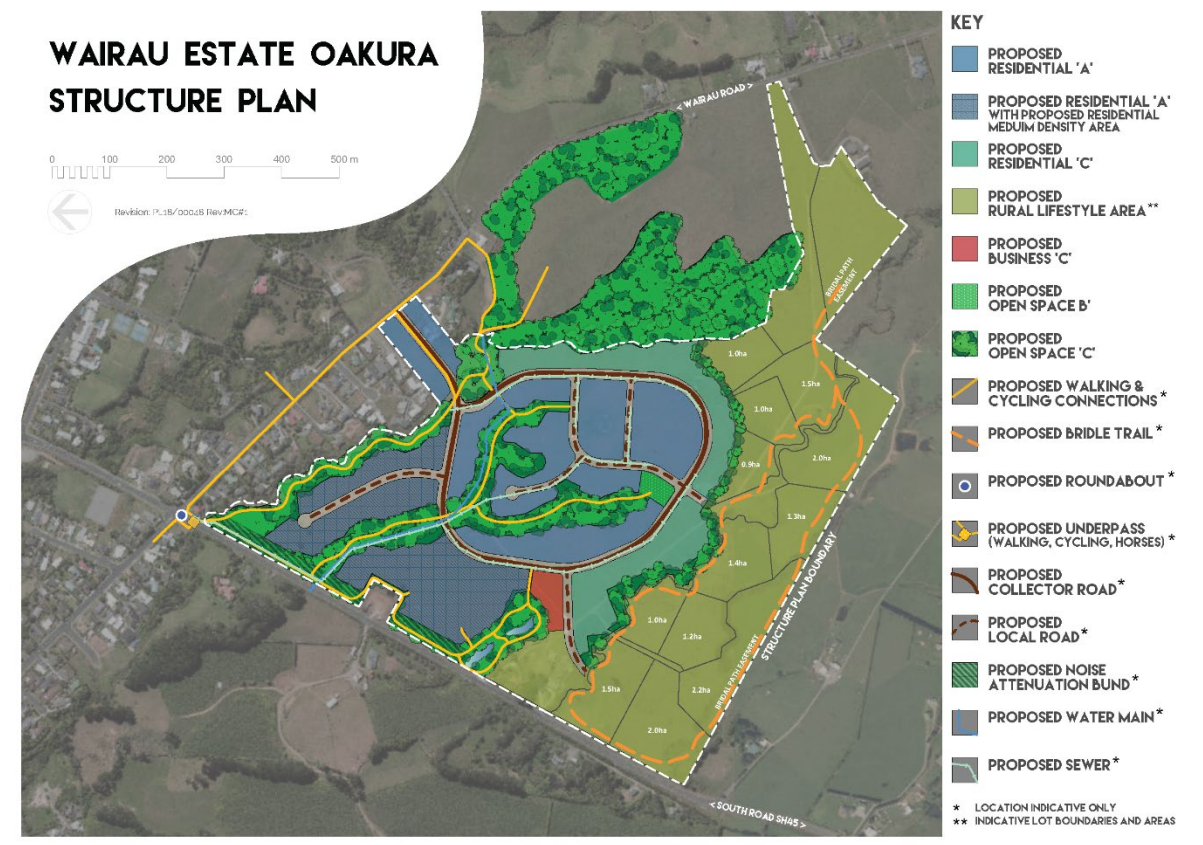 WAIRAU ESTATE OAKURA
STRUCTURE PLAN
0 100 200 300 400 500 m
Revision: PL16/00048 Rev:MC#1
< WAIRAU ROAD >
BRIDAL PATH
EASEMENT
1.0ha
1.5ha
1.0ha
2.0ha
0.9ha
1.3ha
1.4ha
1.0ha
1.2ha
1.5ha
2.2ha
2.0ha
BRIDAL PATH EASEMENT
STRUCTURE PLAN BOUNDARY
< SOUTH ROAD SH45 >
KEY
PROPOSED
RESIDENTIAL 'A'
PROPOSED RESIDENTIAL 'A'
WITH PROPOSED RESIDENTIAL
MEDUIM DENSITY AREA
PROPOSED
RESIDENTIAL 'C'
PROPOSED
RURAL LIFESTYLE AREA**
PROPOSED
BUSINESS 'C'
PROPOSED
OPEN SPACE B'
PROPOSED
OPEN SPACE 'C'
PROPOSED WALKING &
CYCLING CONNECTIONS*
PROPOSED BRIDLE TRAIL*
PROPOSED ROUNDABOUT*
PROPOSED UNDERPASS
(WALKING, CYCLING, HORSES)*
PROPOSED
COLLECTOR ROAD*
PROPOSED
LOCAL ROAD*
PROPOSED NOISE
ATTENUATION BUND*
PROPOSED WATER MAIN*
PROPOSED SEWER*
* LOCATION INDICATIVE ONLY
** INDICATIVE LOT BOUNDARIES AND AREAS